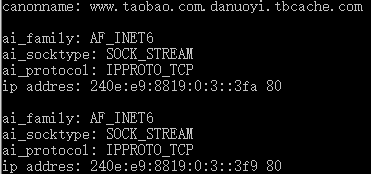 canonname: www.taobao.com.danuoyi.tbcache.com
ai_family: AF_INET6
ai_socktype: SOCK_STREAM
ai_protocol: IPPROTO_TCP
ip addres: 240e:e9:8819:0:3::3fa 80
ai_family: AF_INET6
ai_socktype: SOCK_STREAM
ai_protocol: IPPROTO_TCP
ip addres: 240e:e9:8819:0:3::3f9 80